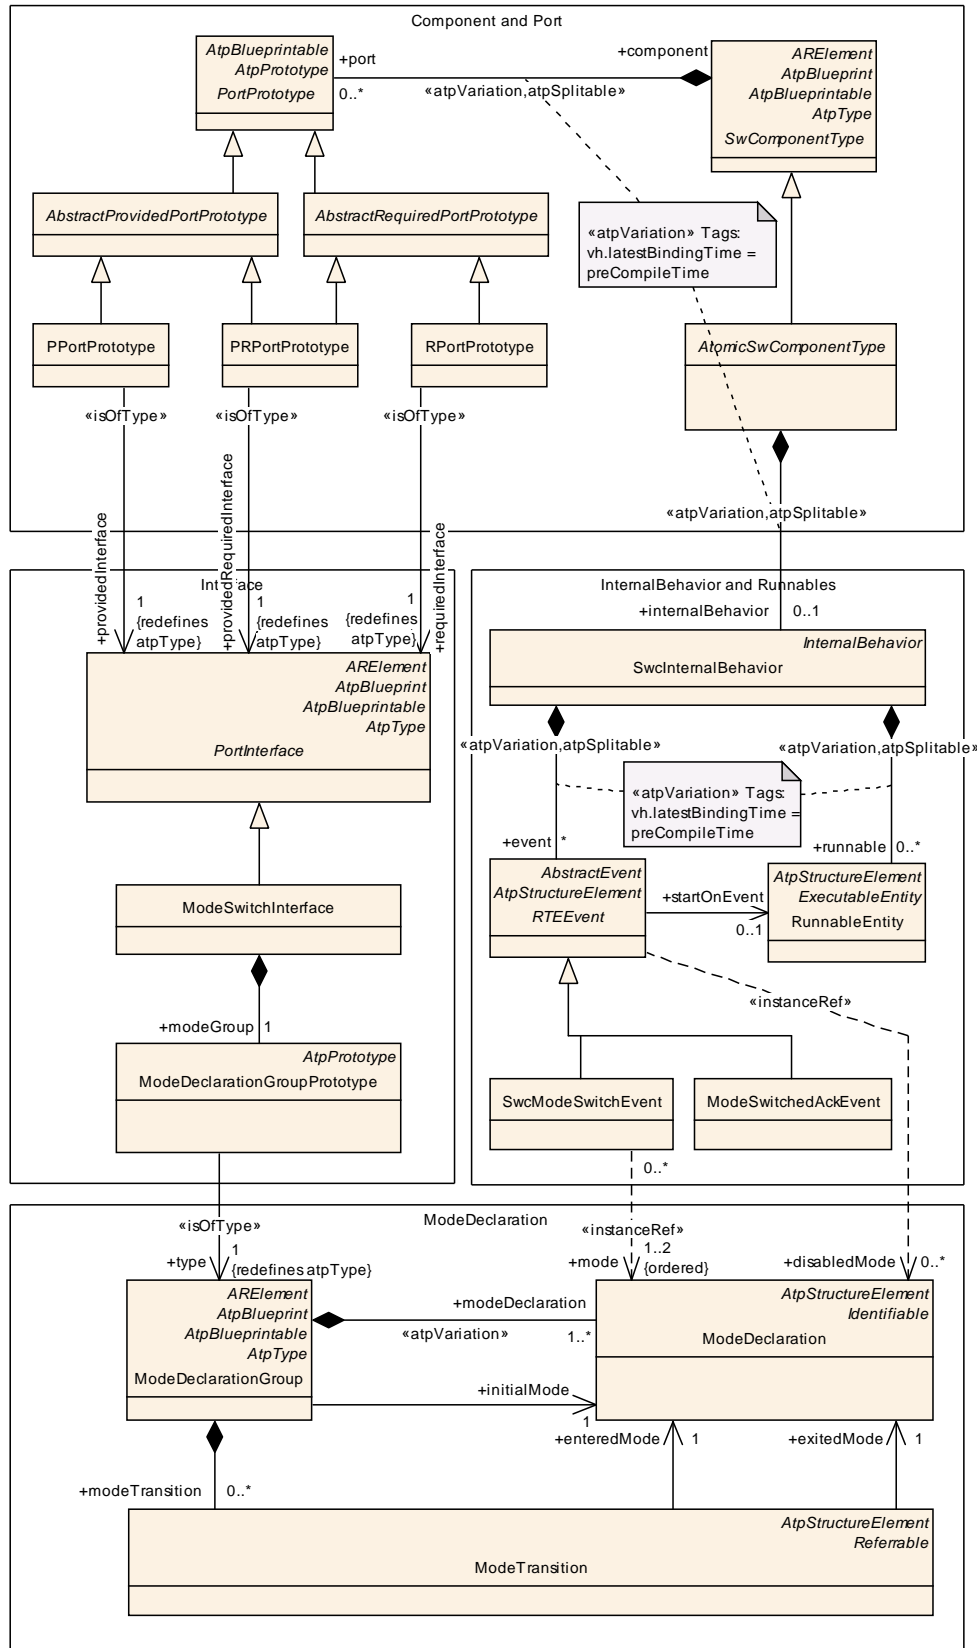 Component and Port
AtpBlueprintable
AtpPrototype
PortPrototype
+port
0..*
+component
«atpVariation,atpSplitable»
ARElement
AtpBlueprint
AtpBlueprintable
AtpType
SwComponentType
AbstractProvidedPortPrototype
AbstractRequiredPortPrototype
«atpVariation» Tags:
vh.latestBindingTime =
preCompileTime
PPortPrototype
PRPortPrototype
RPortPrototype
AtomicSwComponentType
«isOfType»
«isOfType»
«isOfType»
«atpVariation,atpSplitable»
+providedInterface
+providedRequiredInterface
+requiredInterface
1
{redefines
atpType}
1
{redefines
atpType}
1
{redefines
atpType}
ARElement
AtpBlueprint
AtpBlueprintable
AtpType
PortInterface
ModeSwitchInterface
+modeGroup
1
AtpPrototype
ModeDeclarationGroupPrototype
InternalBehavior and Runnables
+internalBehavior
0..1
InternalBehavior
SwcInternalBehavior
«atpVariation,atpSplitable»
«atpVariation,atpSplitable»
«atpVariation» Tags:
vh.latestBindingTime =
preCompileTime
+event
*
+runnable
0..*
AbstractEvent
AtpStructureElement
RTEEvent
+startOnEvent
0..1
AtpStructureElement
ExecutableEntity
RunnableEntity
«instanceRef»
SwcModeSwitchEvent
ModeSwitchedAckEvent
0..*
ModeDeclaration
«isOfType»
+type
1
{redefines atpType}
«instanceRef»
+mode
1..2
{ordered}
+disabledMode
0..*
ARElement
AtpBlueprint
AtpBlueprintable
AtpType
ModeDeclarationGroup
+modeDeclaration
«atpVariation»
1..*
AtpStructureElement
Identifiable
ModeDeclaration
+initialMode
1
+enteredMode
1
+exitedMode
1
+modeTransition
0..*
AtpStructureElement
Referrable
ModeTransition